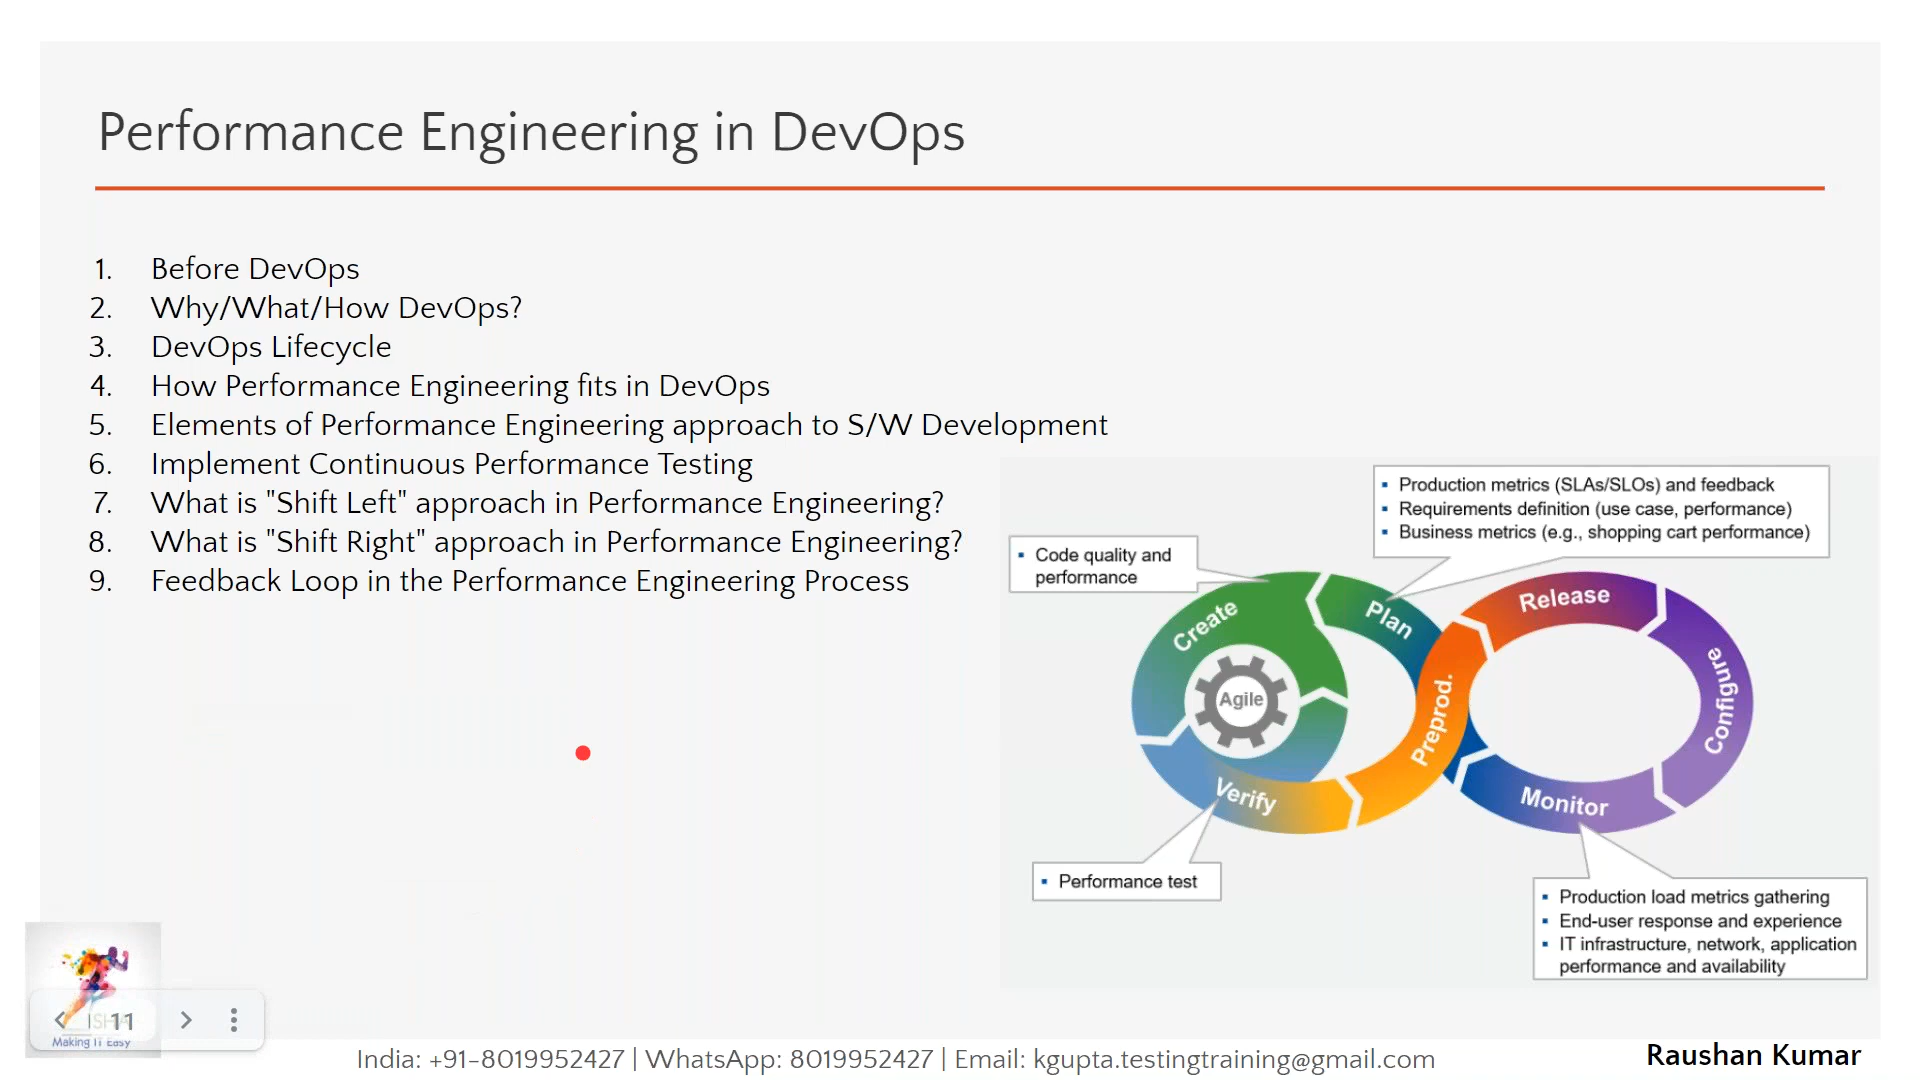 Performance Engineering in DevOps
1. Before DevOps
2. Why/What/How DevOps?
3. DevOps Lifecycle
4. How Performance Engineering fits in DevOps
5. Elements of Performance Engineering approach to S/W Development
6. Implement Continuous Performance Testing
7. What is "Shift Left" approach in Performance Engineering?
8. What is "Shift Right" approach in Performance Engineering?
9. Feedback Loop in the Performance Engineering Process
▪ Production metrics (SLAs/SLOs) and feedback
▪ Requirements definition (use case, performance)
▪ Business metrics (e.g., shopping cart performance)
▪ Code quality and
performance
Create
Plan
Release
Configure
Agile
Preprod.
Verify
Monitor
▪ Performance test
▪ Production load metrics gathering
▪ End-user response and experience
▪ IT infrastructure, network, application
performance and availability
11
Making IT Easy
India: +91-8019952427 | WhatsApp: 8019952427 | Email: kgupta.testingtraining@gmail.com
Raushan Kumar